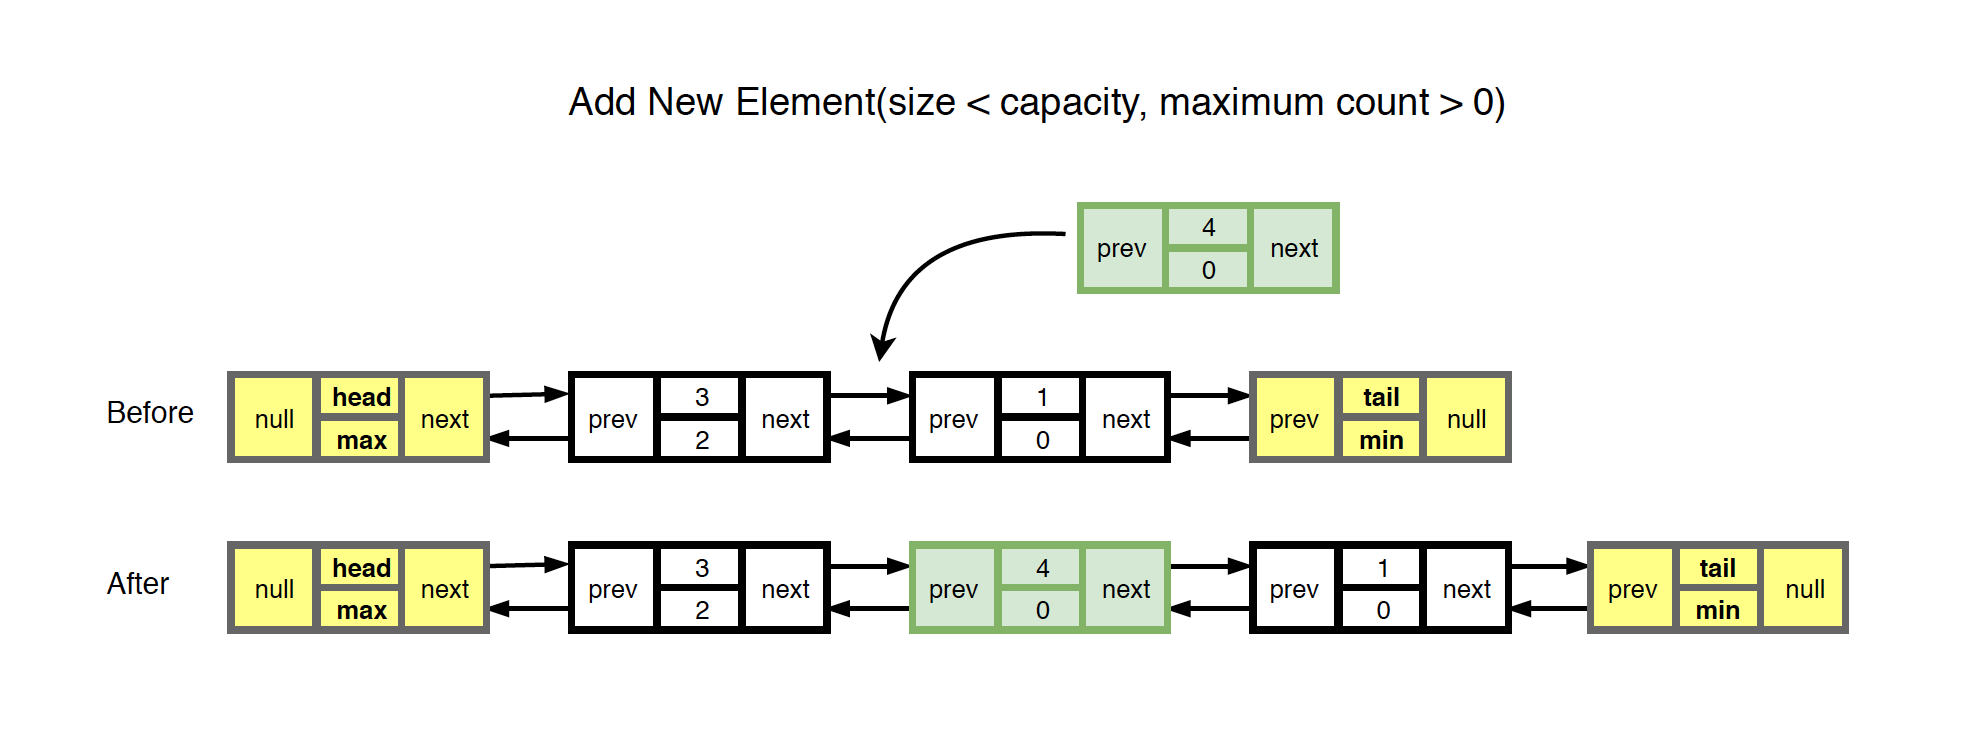 Add New Element(size < capacity, maximum count > 0)
prev 4 next
0
Before null head next prev 3 next prev 1 next prev tail null
max 2 0 min
After null head next prev 3 next prev 4 next prev 1 next prev tail null
max 2 0 0 min